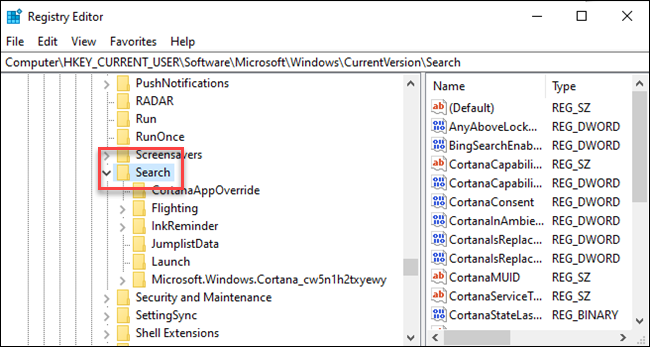 Registry Editor
File Edit View Favorites Help
Computer\HKEY_CURRENT_USER\Software\Microsoft\Windows\CurrentVersion\Search
PushNotifications
RADAR
Run
RunOnce
Screensavers
Search
CortanaAppOverride
Flighting
InkReminder
JumplistData
Launch
Microsoft.Windows.Cortana_cw5n1h2txyewy
Security and Maintenance
SettingSync
Shell Extensions
Name Type
(Default) REG_SZ
AnyAboveLock... REG_DWORD
BingSearchEnab... REG_DWORD
CortanaCapabili... REG_SZ
CortanaCapabili... REG_DWORD
CortanaConsent REG_DWORD
CortanaInAmbie... REG_DWORD
CortanaIsReplac... REG_DWORD
CortanaIsReplac... REG_DWORD
CortanaMUID REG_SZ
CortanaServiceT... REG_SZ
CortanaStateLas... REG_BINARY